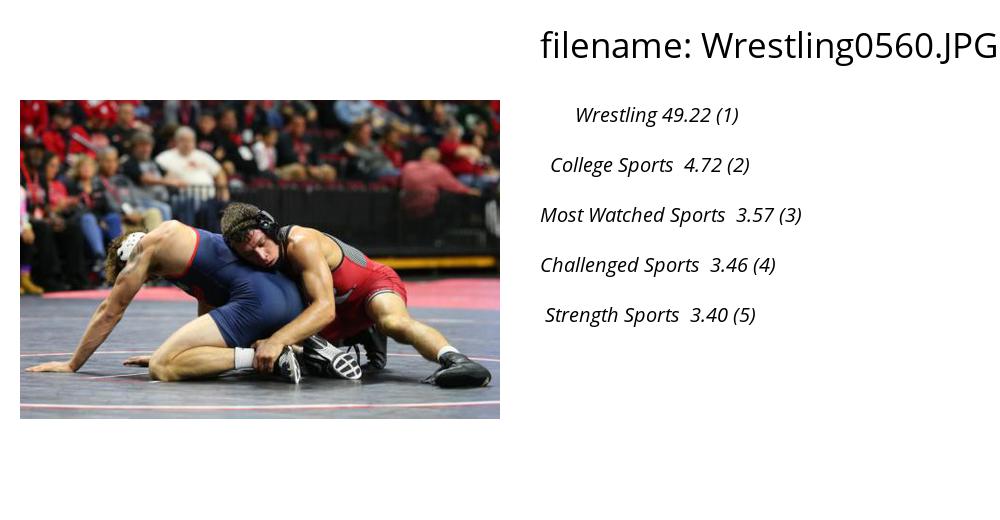 filename: Wrestling0560.JPG
Wrestling 49.22 (1)
College Sports 4.72 (2)
Most Watched Sports 3.57 (3)
Challenged Sports 3.46 (4)
Strength Sports 3.40 (5)